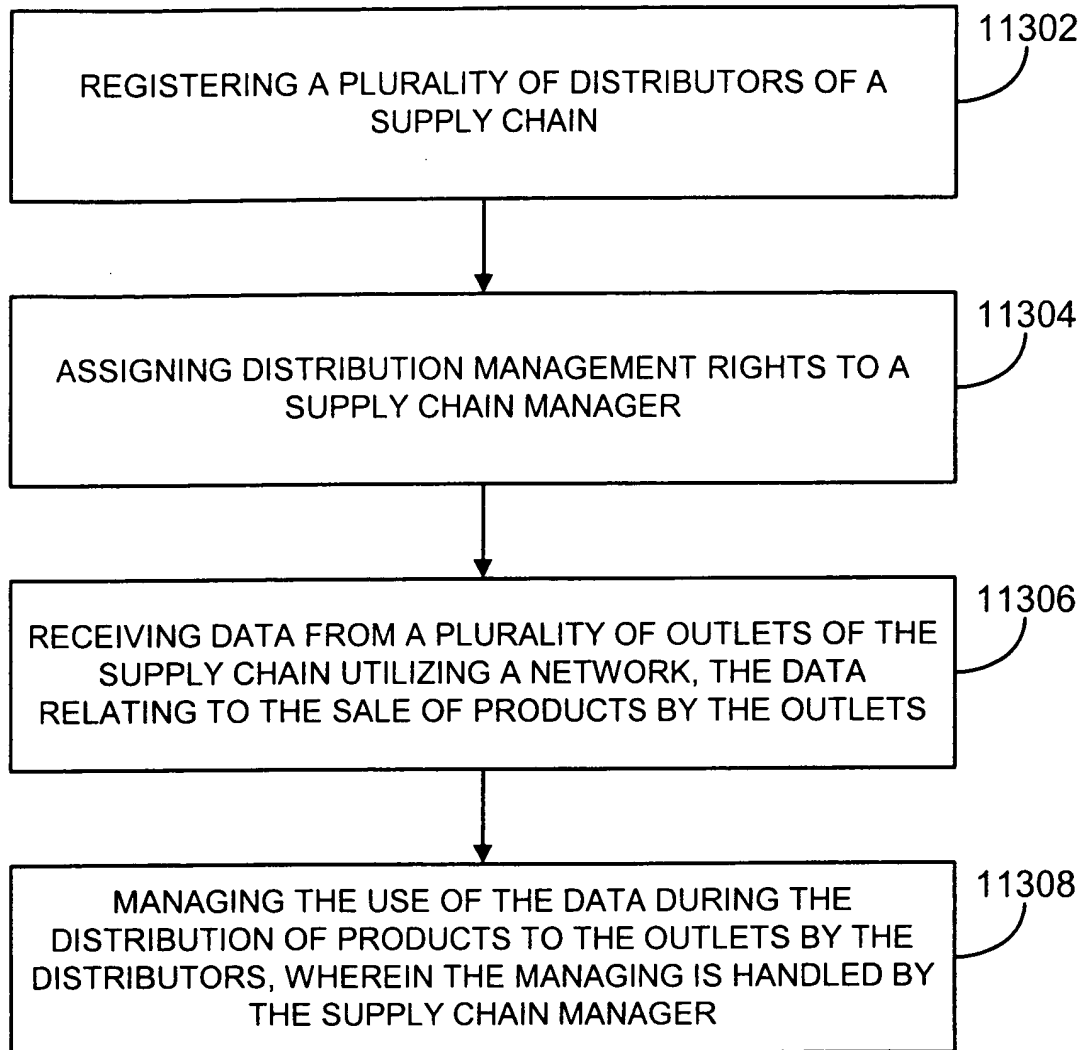 11302
REGISTERING A PLURALITY OF DISTRIBUTORS OF A
SUPPLY CHAIN
11304
ASSIGNING DISTRIBUTION MANAGEMENT RIGHTS TO A
SUPPLY CHAIN MANAGER
11306
RECEIVING DATA FROM A PLURALITY OF OUTLETS OF THE
SUPPLY CHAIN UTILIZING A NETWORK, THE DATA
RELATING TO THE SALE OF PRODUCTS BY THE OUTLETS
11308
MANAGING THE USE OF THE DATA DURING THE
DISTRIBUTION OF PRODUCTS TO THE OUTLETS BY THE
DISTRIBUTORS, WHEREIN THE MANAGING IS HANDLED BY
THE SUPPLY CHAIN MANAGER